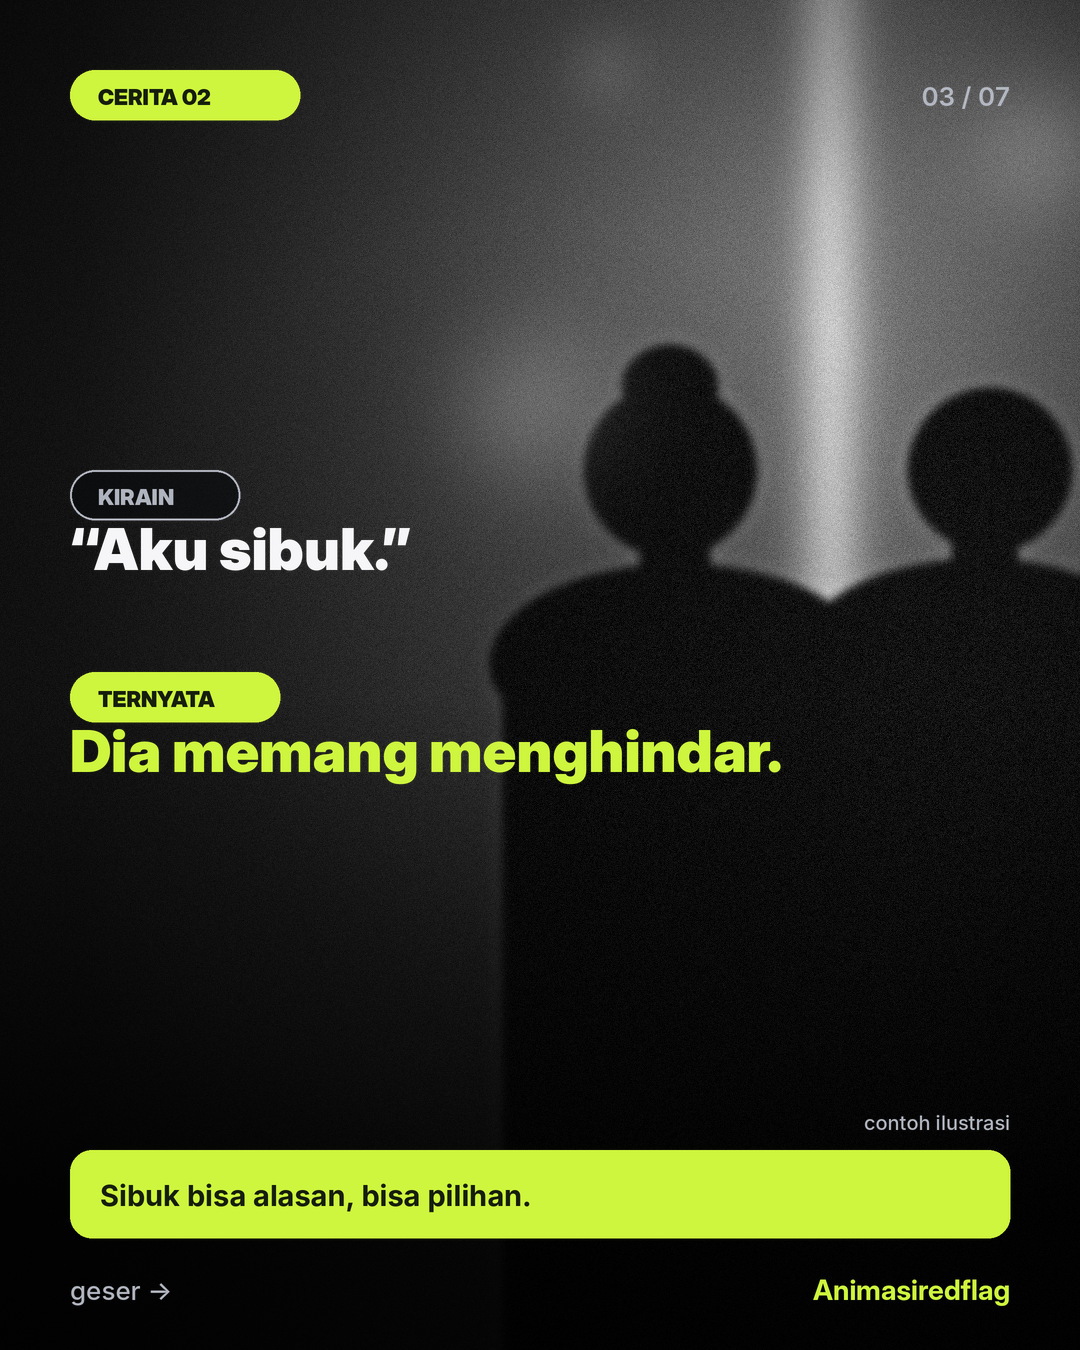 CERITA 02
03 / 07
KIRAIN
“Aku sibuk.”
TERNYATA
Dia memang menghindar.
contoh ilustrasi
Sibuk bisa alasan, bisa pilihan.
geser →
Animasiredflag